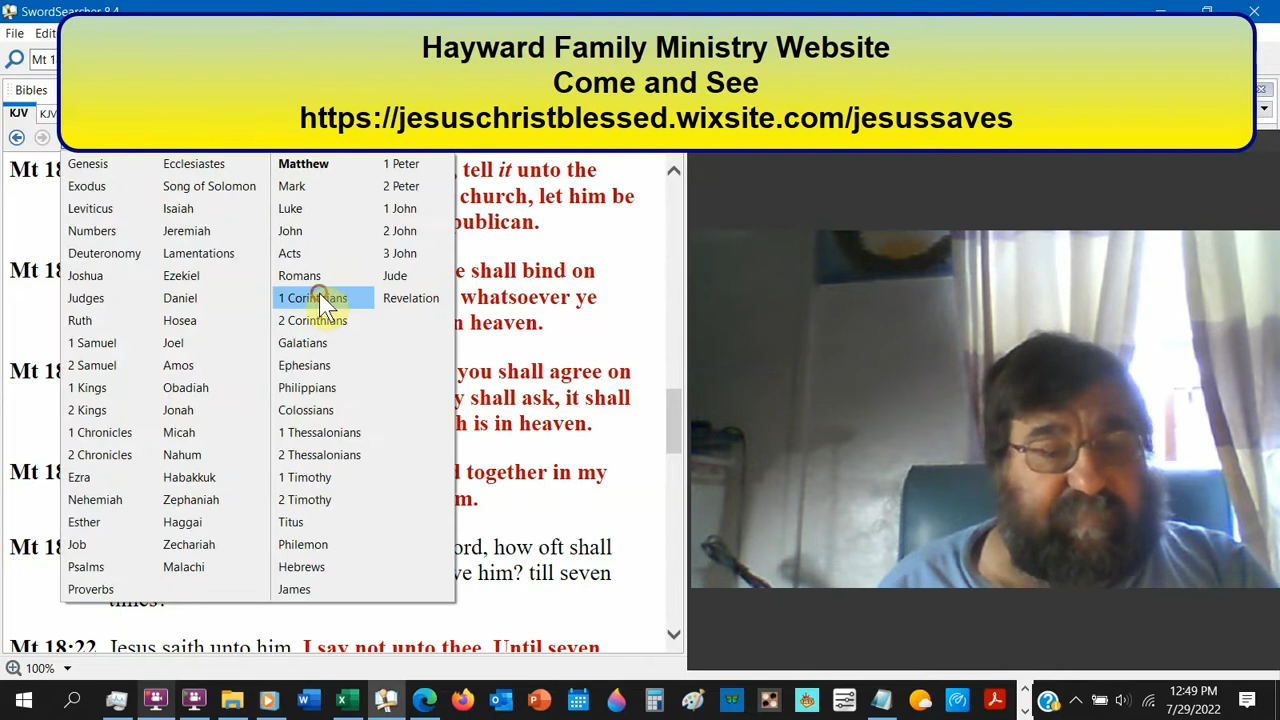 SwordSearcher 8.4
File Edi
Hayward Family Ministry Website
Come and See
https://jesuschristblessed.wixsite.com/jesussaves
Mt 1
Bibles
KJV KJV
Genesis Ecclesiastes Matthew 1 Peter
Exodus Song of Solomon Mark 2 Peter
Leviticus Isaiah Luke 1 John
Numbers Jeremiah John 2 John
Deuteronomy Lamentations Acts 3 John
Joshua Ezekiel Romans Jude
Judges Daniel 1 Corinthians Revelation
Ruth Hosea 2 Corinthians
1 Samuel Joel Galatians
2 Samuel Amos Ephesians
1 Kings Obadiah Philippians
2 Kings Jonah Colossians
1 Chronicles Micah 1 Thessalonians
2 Chronicles Nahum 2 Thessalonians
Ezra Habakkuk 1 Timothy
Nehemiah Zephaniah 2 Timothy
Esther Haggai Titus
Job Zechariah Philemon
Psalms Malachi Hebrews
Proverbs James
Mt 18 , tell it unto the
church, let him be
publican.
Mt 18 e shall bind on
whatsoever ye
n heaven.
Mt 18 you shall agree on
y shall ask, it shall
h is in heaven.
Mt 18 d together in my
m.
Mt 18 ord, how oft shall
ve him? till seven
times?
Mt 18:22 Jesus saith unto him, I say not unto thee, Until seven
100%
12:49 PM
7/29/2022